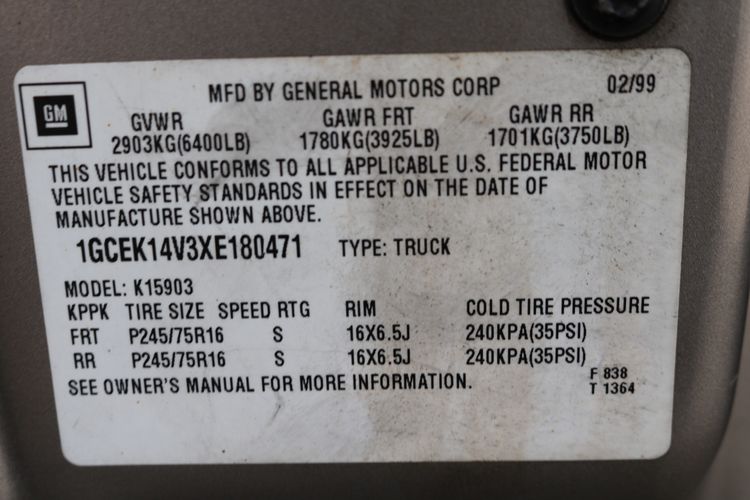 MFD BY GENERAL MOTORS CORP 02/99
GM
GVWR GAWR FRT GAWR RR
2903KG(6400LB) 1780KG(3925LB) 1701KG(3750LB)
THIS VEHICLE CONFORMS TO ALL APPLICABLE U.S. FEDERAL MOTOR
VEHICLE SAFETY STANDARDS IN EFFECT ON THE DATE OF
MANUFACTURE SHOWN ABOVE.
1GCEK14V3XE180471 TYPE: TRUCK
MODEL: K15903
KPPK TIRE SIZE SPEED RTG RIM COLD TIRE PRESSURE
FRT P245/75R16 S 16X6.5J 240KPA(35PSI)
RR P245/75R16 S 16X6.5J 240KPA(35PSI)
SEE OWNER'S MANUAL FOR MORE INFORMATION.
F 838
T 1364